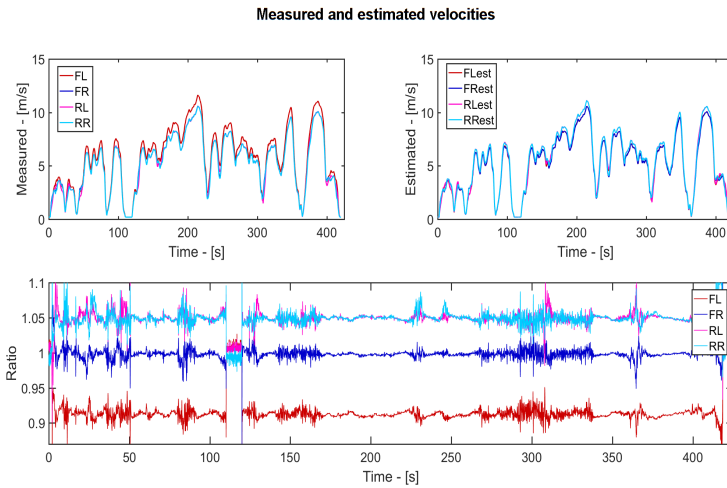 Measured and estimated velocities
15
10
5
0
Measured - [m/s]
FL
FR
RL
RR
0 100 200 300 400
Time - [s]
15
10
5
0
Estimated - [m/s]
FLest
FRest
RLest
RRest
0 100 200 300 400
Time - [s]
1.1
1.05
1
0.95
0.9
Ratio
FL
FR
RL
RR
0 50 100 150 200 250 300 350 400
Time - [s]